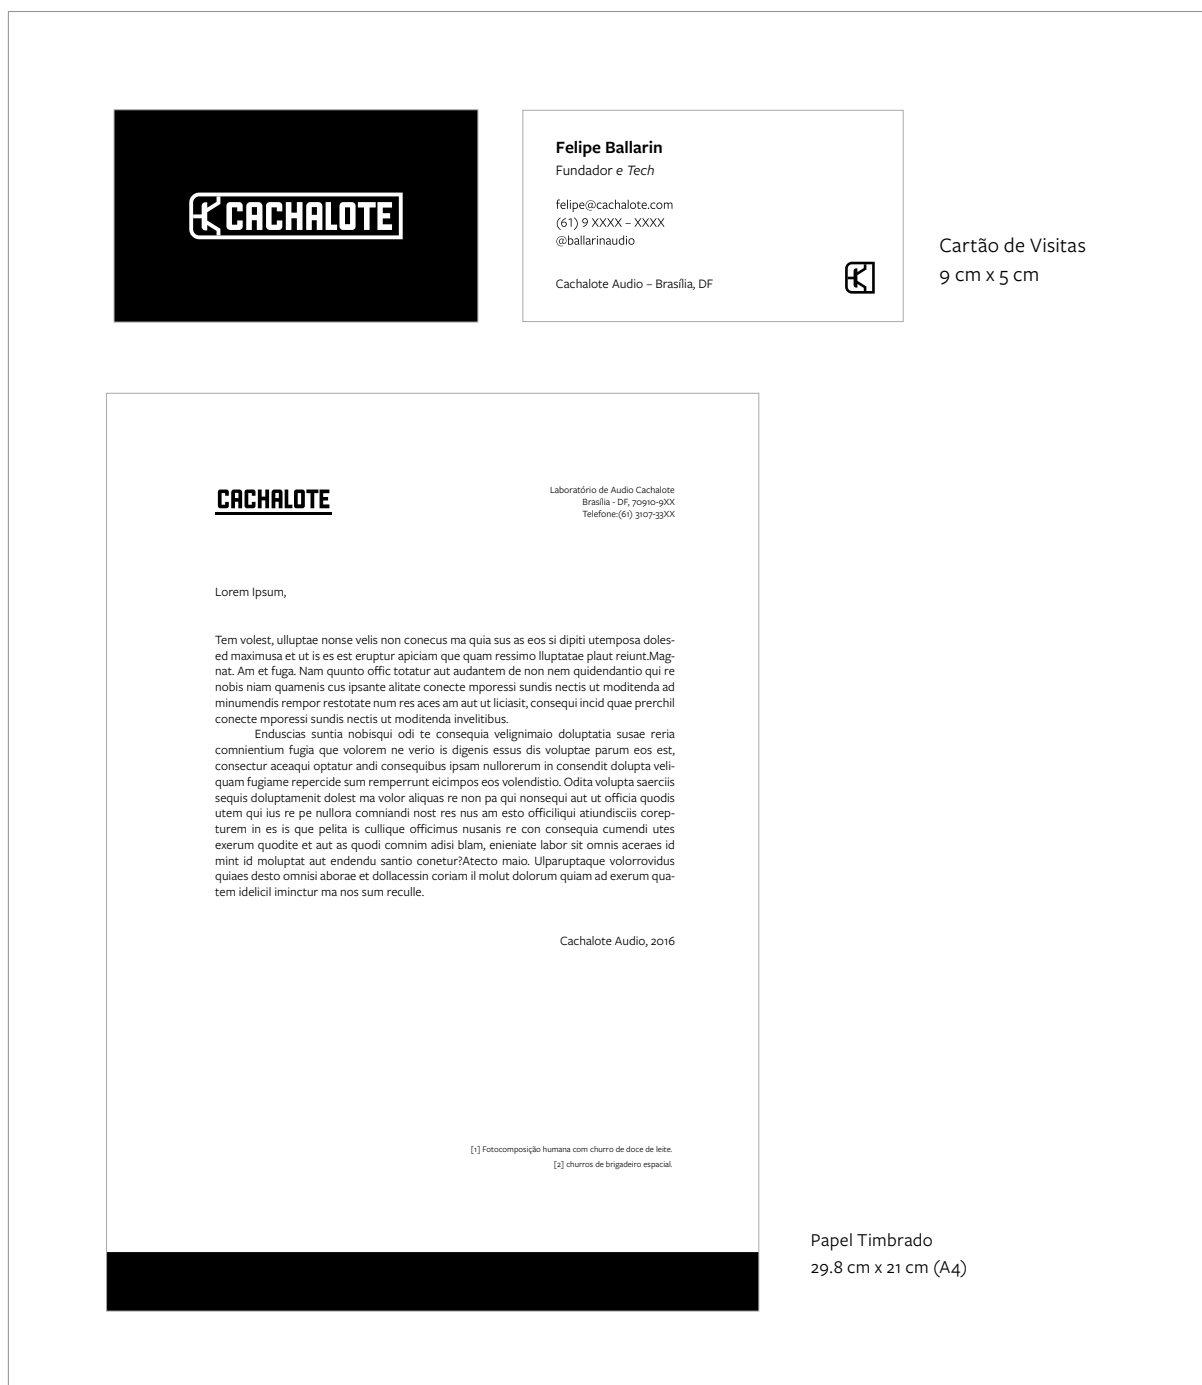 CACHALOTE
Felipe Ballarin
Fundador e Tech
felipe@cachalote.com
(61) 9 XXXX – XXXX
@ballarinaudio
Cachalote Audio – Brasília, DF
Cartão de Visitas
9 cm x 5 cm
CACHALOTE
Laboratório de Audio Cachalote
Brasília - DF, 70910-9XX
Telefone:(61) 3107-33XX
Lorem Ipsum,
Tem volest, ulluptae nonse velis non conecus ma quia sus as eos si dipiti utemposa doles-
ed maximusa et ut is es est eruptur apiciam que quam ressimo lluptatae plaut reiunt.Mag-
nat. Am et fuga. Nam quunto offic totatur aut audantem de non nem quidendantio qui re
nobis niam quamenis cus ipsante alitate conecte mporessi sundis nectis ut moditenda ad
minumendis rempor restotate num res aces am aut ut liciasit, consequi incid quae prerchil
conecte mporessi sundis nectis ut moditenda invelitibus.
Enduscias suntia nobisqui odi te consequia velignimaio doluptatia susae reria
comnientium fugia que volorem ne verio is digenis essus dis voluptae parum eos est,
consectur aceaqui optatur andi consequibus ipsam nullorerum in consendit dolupta veli-
quam fugiame repercide sum remperrunt eicimpos eos volendistio. Odita volupta saerciis
sequis doluptamenit dolest ma volor aliquas re non pa qui nonsequi aut ut officia quodis
utem qui ius re pe nullora comniandi nost res nus am esto officiliqui atiundisciis corep-
turem in es is que pelita is cullique officimus nusanis re con consequia cumendi utes
exerum quodite et aut as quodi comnim adisi blam, enieniate labor sit omnis aceraes id
mint id moluptat aut endendu santio conetur?Atecto maio. Ulparuptaque volorrovidus
quiaes desto omnisi aborae et dollacessin coriam il molut dolorum quiam ad exerum qua-
tem idelicil iminctur ma nos sum reculle.
Cachalote Audio, 2016
[1] Fotocomposição humana com churro de doce de leite.
[2] churros de brigadeiro espacial.
Papel Timbrado
29.8 cm x 21 cm (A4)